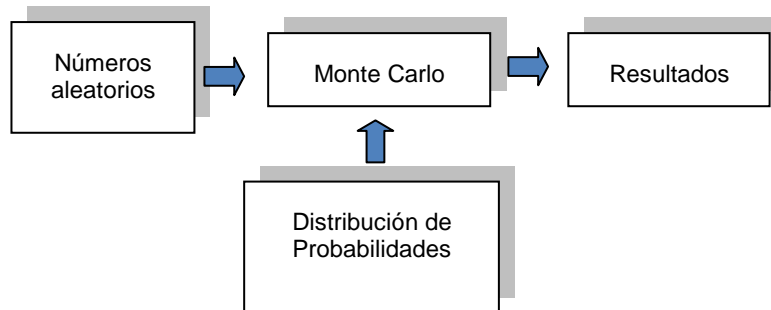 Números
aleatorios
Monte Carlo
Resultados
Distribución de
Probabilidades